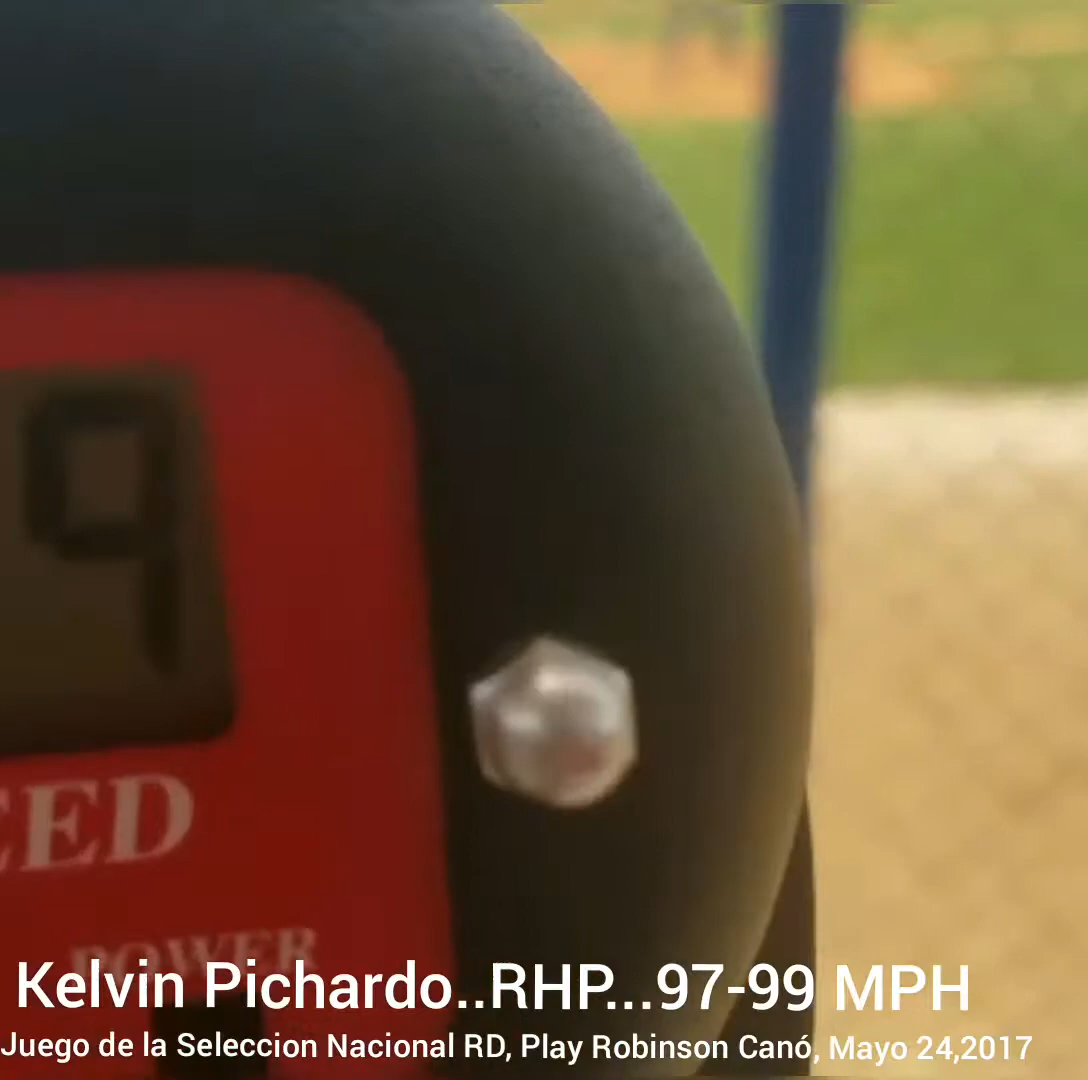 9
EED
POWER
Kelvin Pichardo..RHP...97-99 MPH
Juego de la Seleccion Nacional RD, Play Robinson Canó, Mayo 24,2017